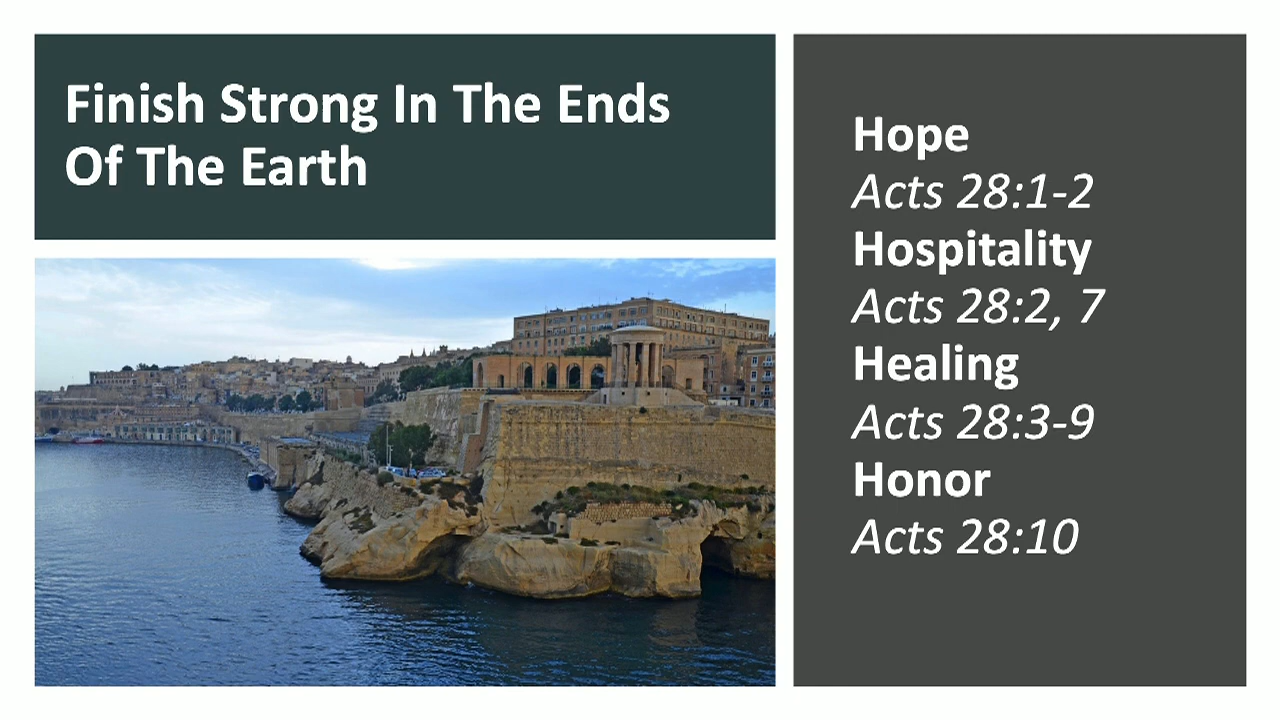 Finish Strong In The Ends
Of The Earth
Hope
Acts 28:1-2
Hospitality
Acts 28:2, 7
Healing
Acts 28:3-9
Honor
Acts 28:10